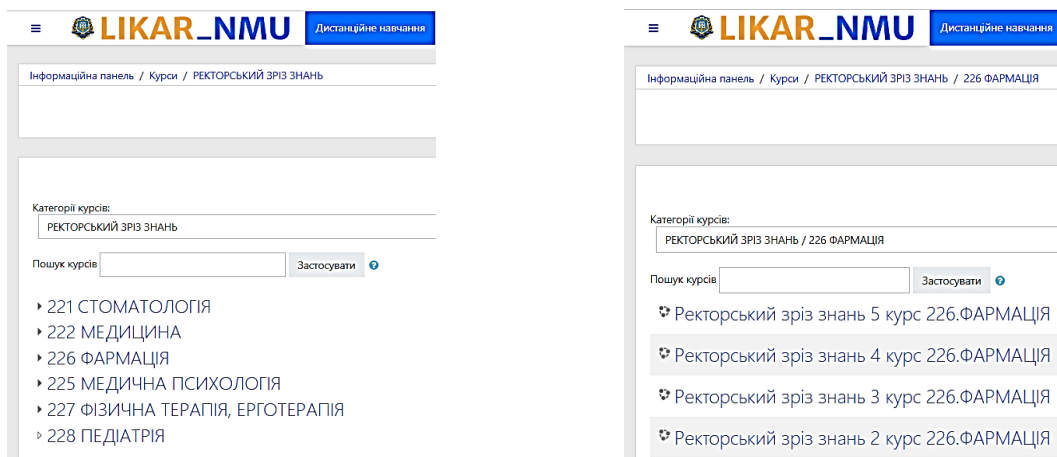 LIKAR_NMU Дистанційне навчання
Інформаційна панель / Курси / РЕКТОРСЬКИЙ ЗРІЗ ЗНАНЬ
Категорії курсів:
РЕКТОРСЬКИЙ ЗРІЗ ЗНАНЬ
Пошук курсів Застосувати
221 СТОМАТОЛОГІЯ
222 МЕДИЦИНА
226 ФАРМАЦІЯ
225 МЕДИЧНА ПСИХОЛОГІЯ
227 ФІЗИЧНА ТЕРАПІЯ, ЕРГОТЕРАПІЯ
228 ПЕДІАТРІЯ
LIKAR_NMU Дистанційне навчання
Інформаційна панель / Курси / РЕКТОРСЬКИЙ ЗРІЗ ЗНАНЬ / 226 ФАРМАЦІЯ
Категорії курсів:
РЕКТОРСЬКИЙ ЗРІЗ ЗНАНЬ / 226 ФАРМАЦІЯ
Пошук курсів Застосувати
Ректорський зріз знань 5 курс 226.ФАРМАЦІЯ
Ректорський зріз знань 4 курс 226.ФАРМАЦІЯ
Ректорський зріз знань 3 курс 226.ФАРМАЦІЯ
Ректорський зріз знань 2 курс 226.ФАРМАЦІЯ